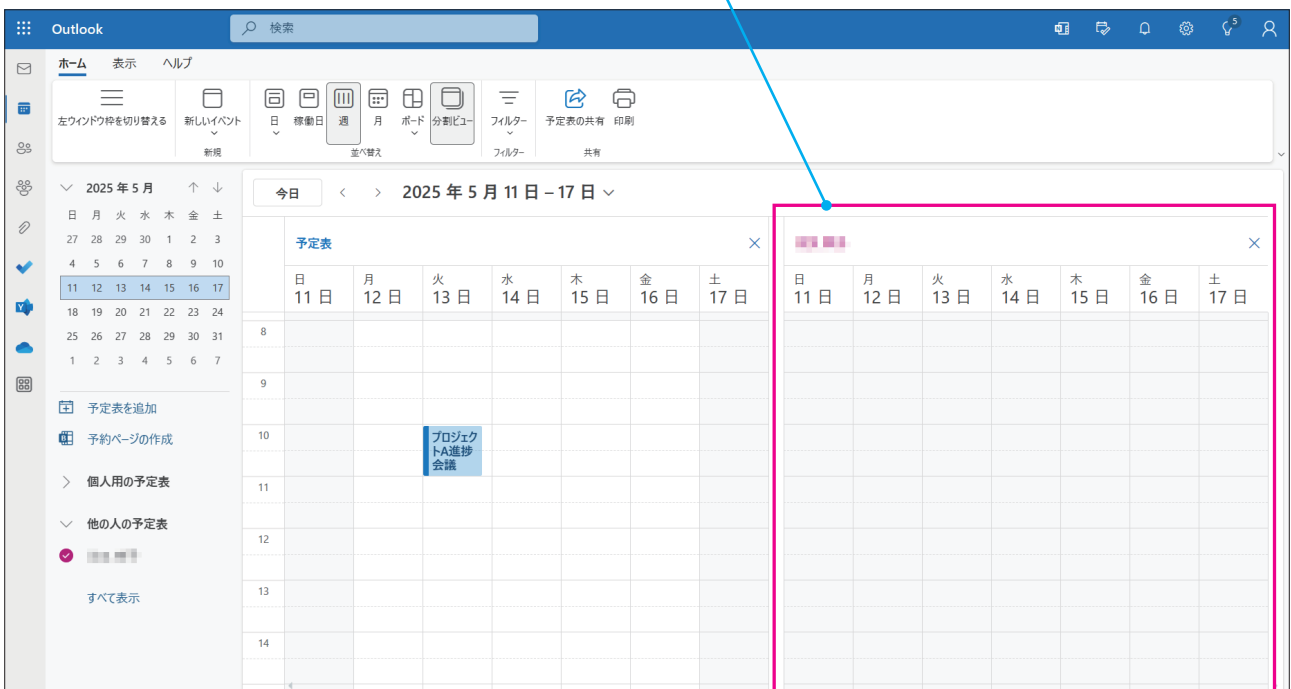 Outlook
検索
5
ホーム 表示 ヘルプ
左ウィンドウ枠を切り替える 新しいイベント 日 稼働日 週 月 ボード 分割ビュー フィルター 予定表の共有 印刷
新規 並べ替え フィルター 共有
2025 年 5 月
日 月 火 水 木 金 土
27 28 29 30 1 2 3
4 5 6 7 8 9 10
11 12 13 14 15 16 17
18 19 20 21 22 23 24
25 26 27 28 29 30 31
1 2 3 4 5 6 7
予定表を追加
予約ページの作成
個人用の予定表
他の人の予定表
すべて表示
今日 2025 年 5 月 11 日 – 17 日
予定表
日 月 火 水 木 金 土
11 日 12 日 13 日 14 日 15 日 16 日 17 日
8
9
10
プロジェク
トA進捗
会議
11
12
13
14
日 月 火 水 木 金 土
11 日 12 日 13 日 14 日 15 日 16 日 17 日